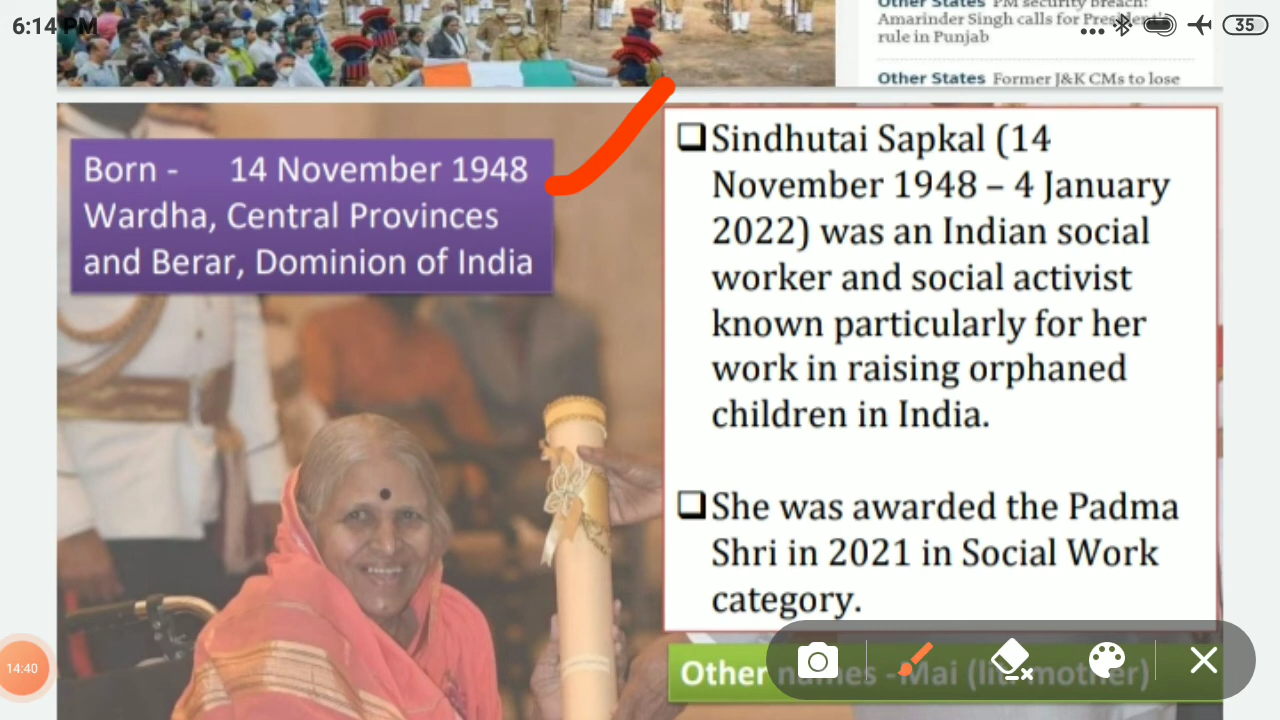 6:14 PM
35
Other States PM security breach:
Amarinder Singh calls for President's
rule in Punjab
Other States Former J&K CMs to lose
Born - 14 November 1948
Wardha, Central Provinces
and Berar, Dominion of India
❑Sindhutai Sapkal (14
November 1948 – 4 January
2022) was an Indian social
worker and social activist
known particularly for her
work in raising orphaned
children in India.
❑She was awarded the Padma
Shri in 2021 in Social Work
category.
Other names -Mai (lit. mother)
14:40